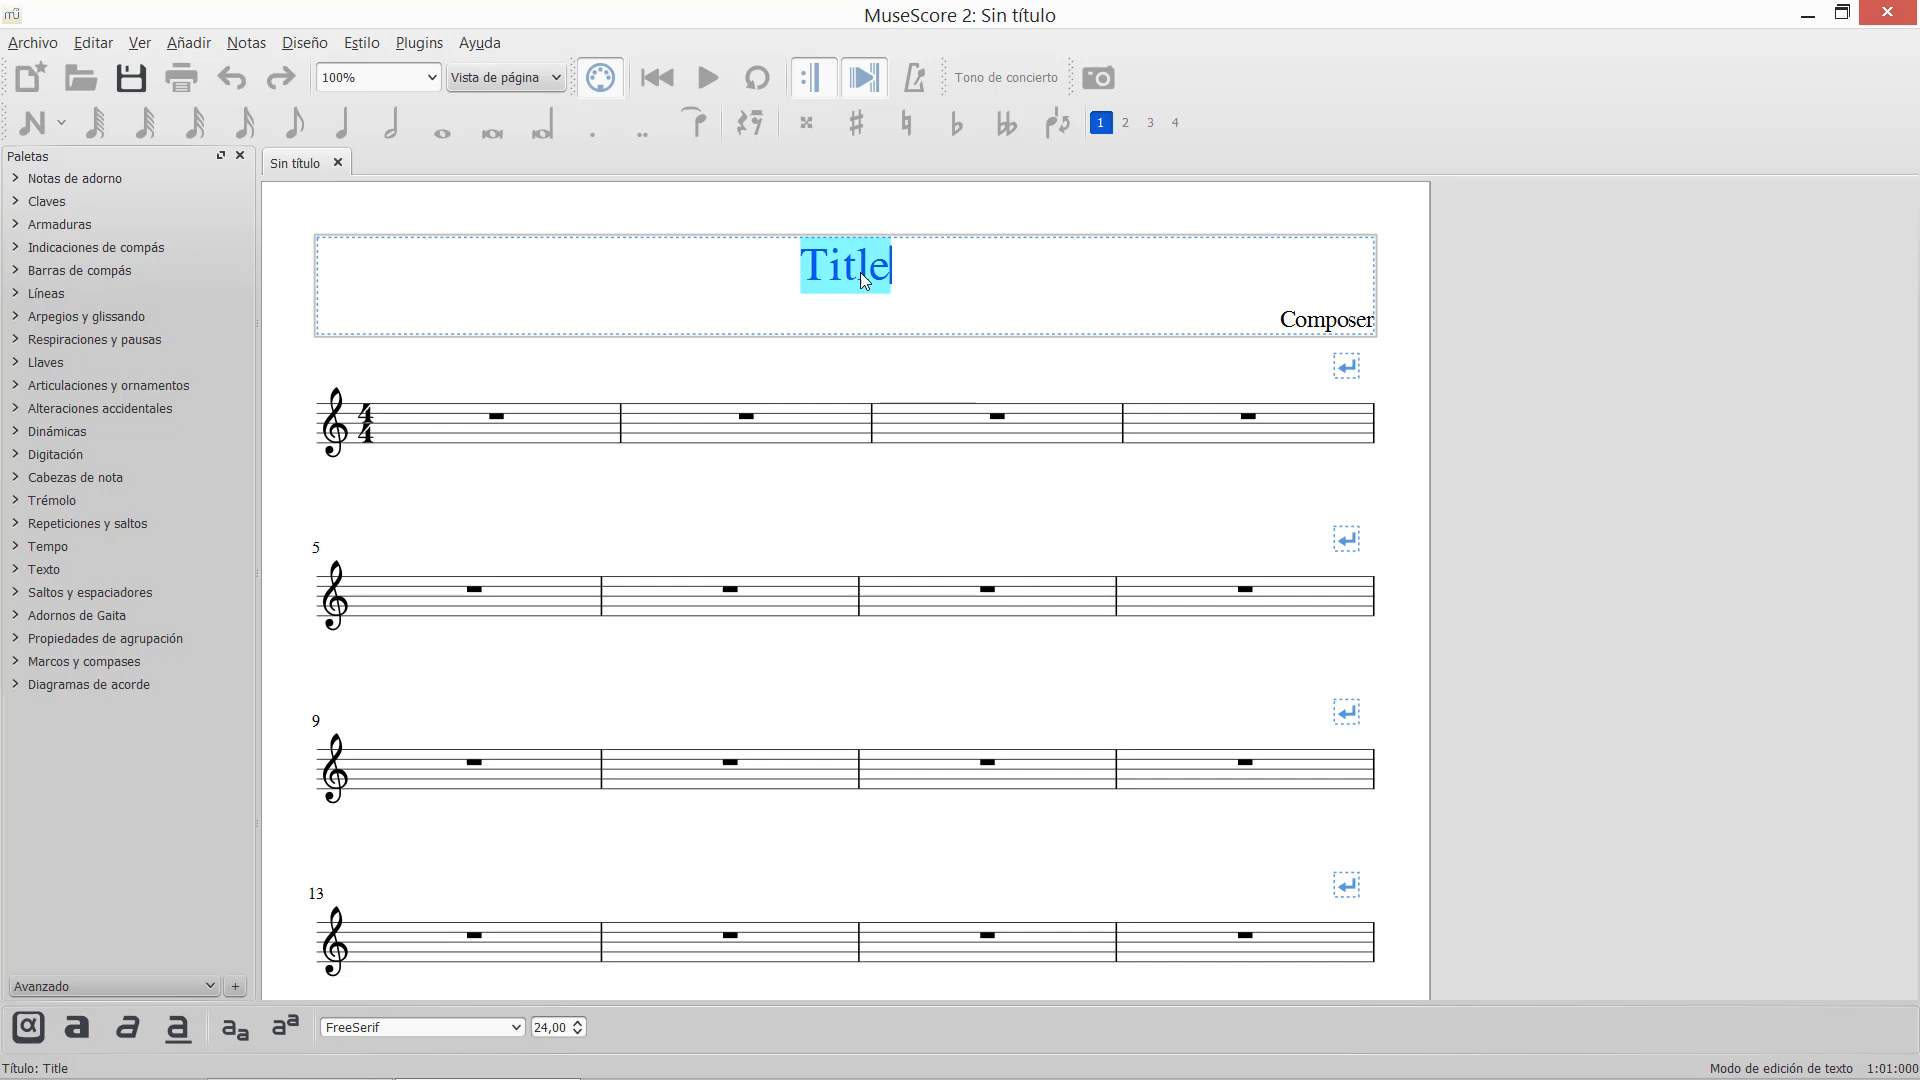 MuseScore 2: Sin título
Archivo Editar Ver Añadir Notas Diseño Estilo Plugins Ayuda
100% Vista de página Tono de concierto
1 2 3 4
Paletas
Sin título
Notas de adorno
Claves
Armaduras
Indicaciones de compás
Barras de compás
Líneas
Arpegios y glissando
Respiraciones y pausas
Llaves
Articulaciones y ornamentos
Alteraciones accidentales
Dinámicas
Digitación
Cabezas de nota
Trémolo
Repeticiones y saltos
Tempo
Texto
Saltos y espaciadores
Adornos de Gaita
Propiedades de agrupación
Marcos y compases
Diagramas de acorde
Avanzado
Title
Composer
4
4
5
9
13
FreeSerif 24,00
Título: Title
Modo de edición de texto 1:01:000